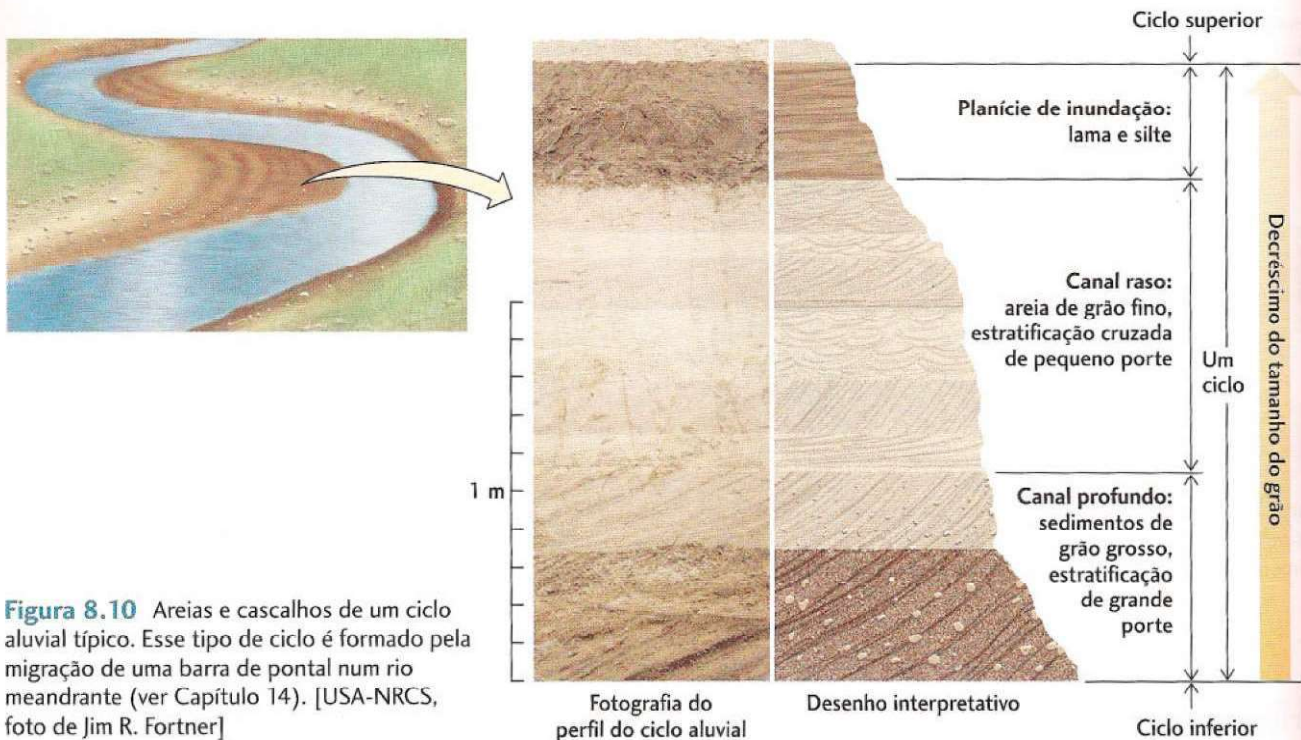 Ciclo superior
Planície de inundação:
lama e silte
Canal raso:
areia de grão fino,
estratificação cruzada
de pequeno porte
Um
ciclo
Decréscimo do tamanho do grão
1 m
Canal profundo:
sedimentos de
grão grosso,
estratificação
de grande
porte
Figura 8.10 Areias e cascalhos de um ciclo
aluvial típico. Esse tipo de ciclo é formado pela
migração de uma barra de pontal num rio
meandrante (ver Capítulo 14). [USA-NRCS,
foto de Jim R. Fortner]
Fotografia do
perfil do ciclo aluvial
Desenho interpretativo
Ciclo inferior